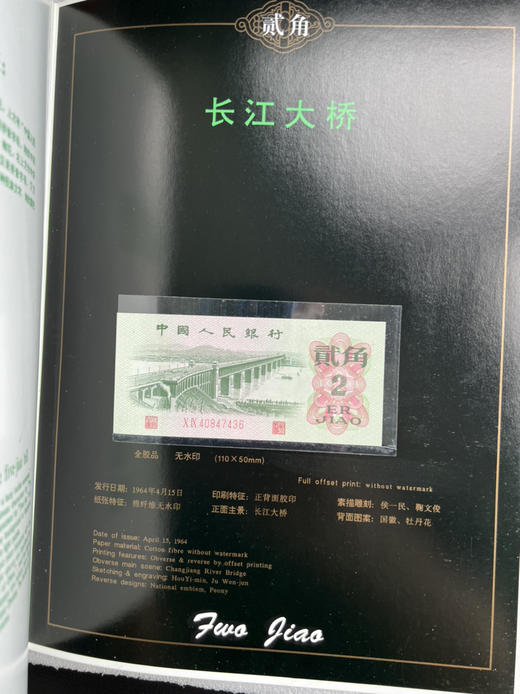 贰角
长江大桥
中國人民銀行
貳角
2
ER
JIAO
X IX 40847436
全胶品 无水印 (110×50mm)
Full offset print: without watermark
发行日期:1964年4月15日 印刷特征:正背面胶印 素描雕刻:侯一民、鞠文俊
纸张特征:棉纤维无水印 正面主景:长江大桥 背面图案:国徽、牡丹花
Date of issue: April 15, 1964
Paper material: Cotton fibre without watermark
Printing fearures: Obverse & reverse by offset printing
Obverse main scene: Changjiang River Bridge
Sketching & engraving: HouYi-min, Ju Wen-jun
Reverse designs: National emblem, Peony
Two Jiao